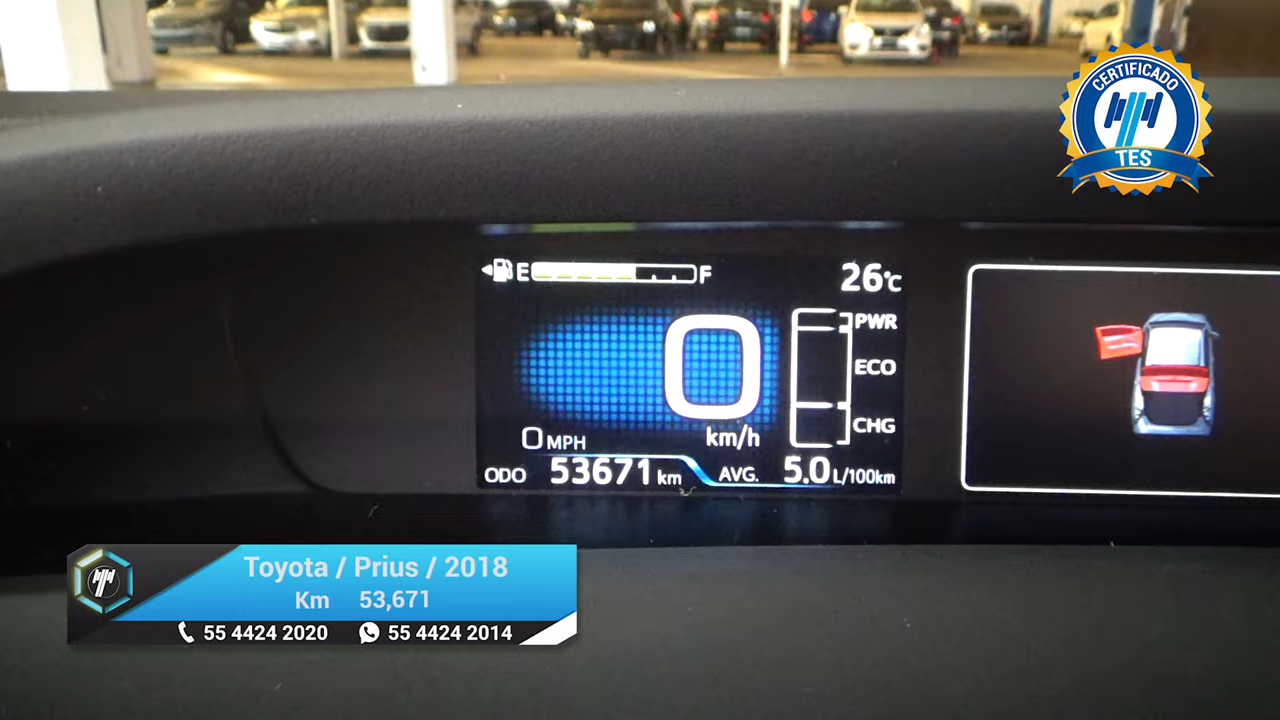 CERTIFICADO
TES
E F
26°C
PWR
ECO
CHG
0
km/h
0 MPH
ODO 53671 km
AVG. 5.0 L/100km
Toyota / Prius / 2018
Km 53,671
55 4424 2020 55 4424 2014